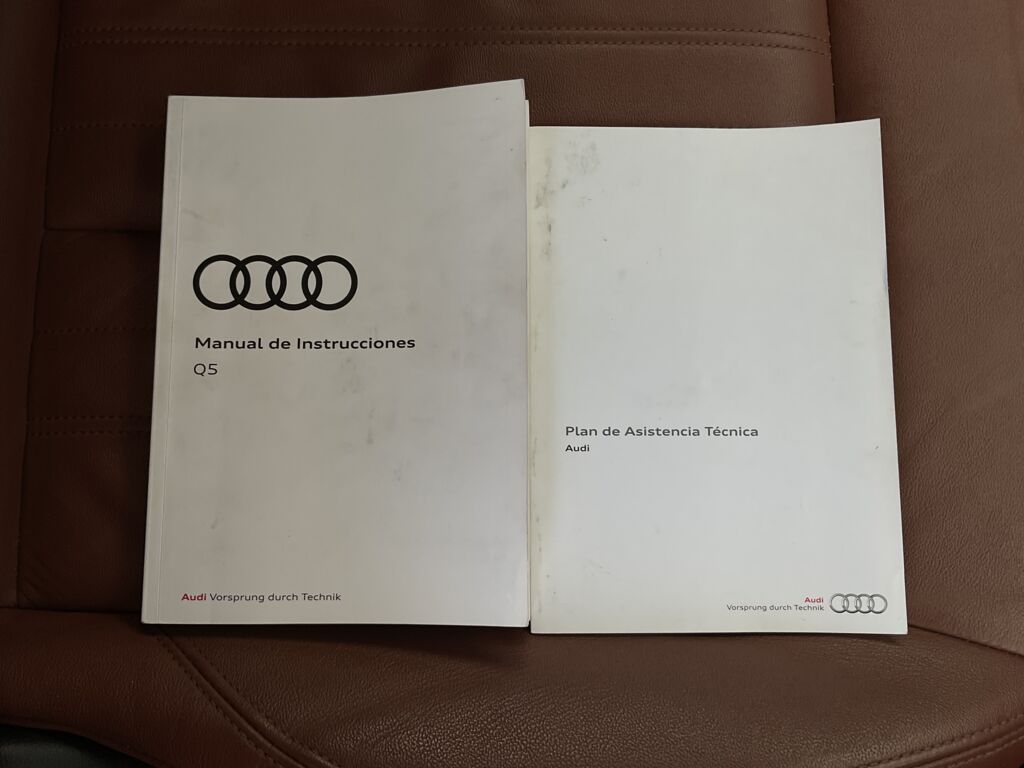 Manual de Instrucciones
Q5
Audi Vorsprung durch Technik
Plan de Asistencia Técnica
Audi
Audi
Vorsprung durch Technik